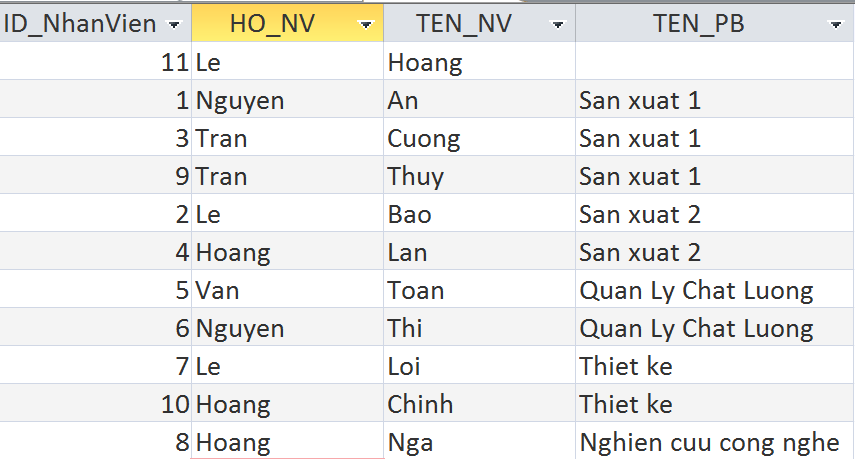 ID_NhanVien HO_NV TEN_NV TEN_PB
11 Le Hoang
1 Nguyen An San xuat 1
3 Tran Cuong San xuat 1
9 Tran Thuy San xuat 1
2 Le Bao San xuat 2
4 Hoang Lan San xuat 2
5 Van Toan Quan Ly Chat Luong
6 Nguyen Thi Quan Ly Chat Luong
7 Le Loi Thiet ke
10 Hoang Chinh Thiet ke
8 Hoang Nga Nghien cuu cong nghe